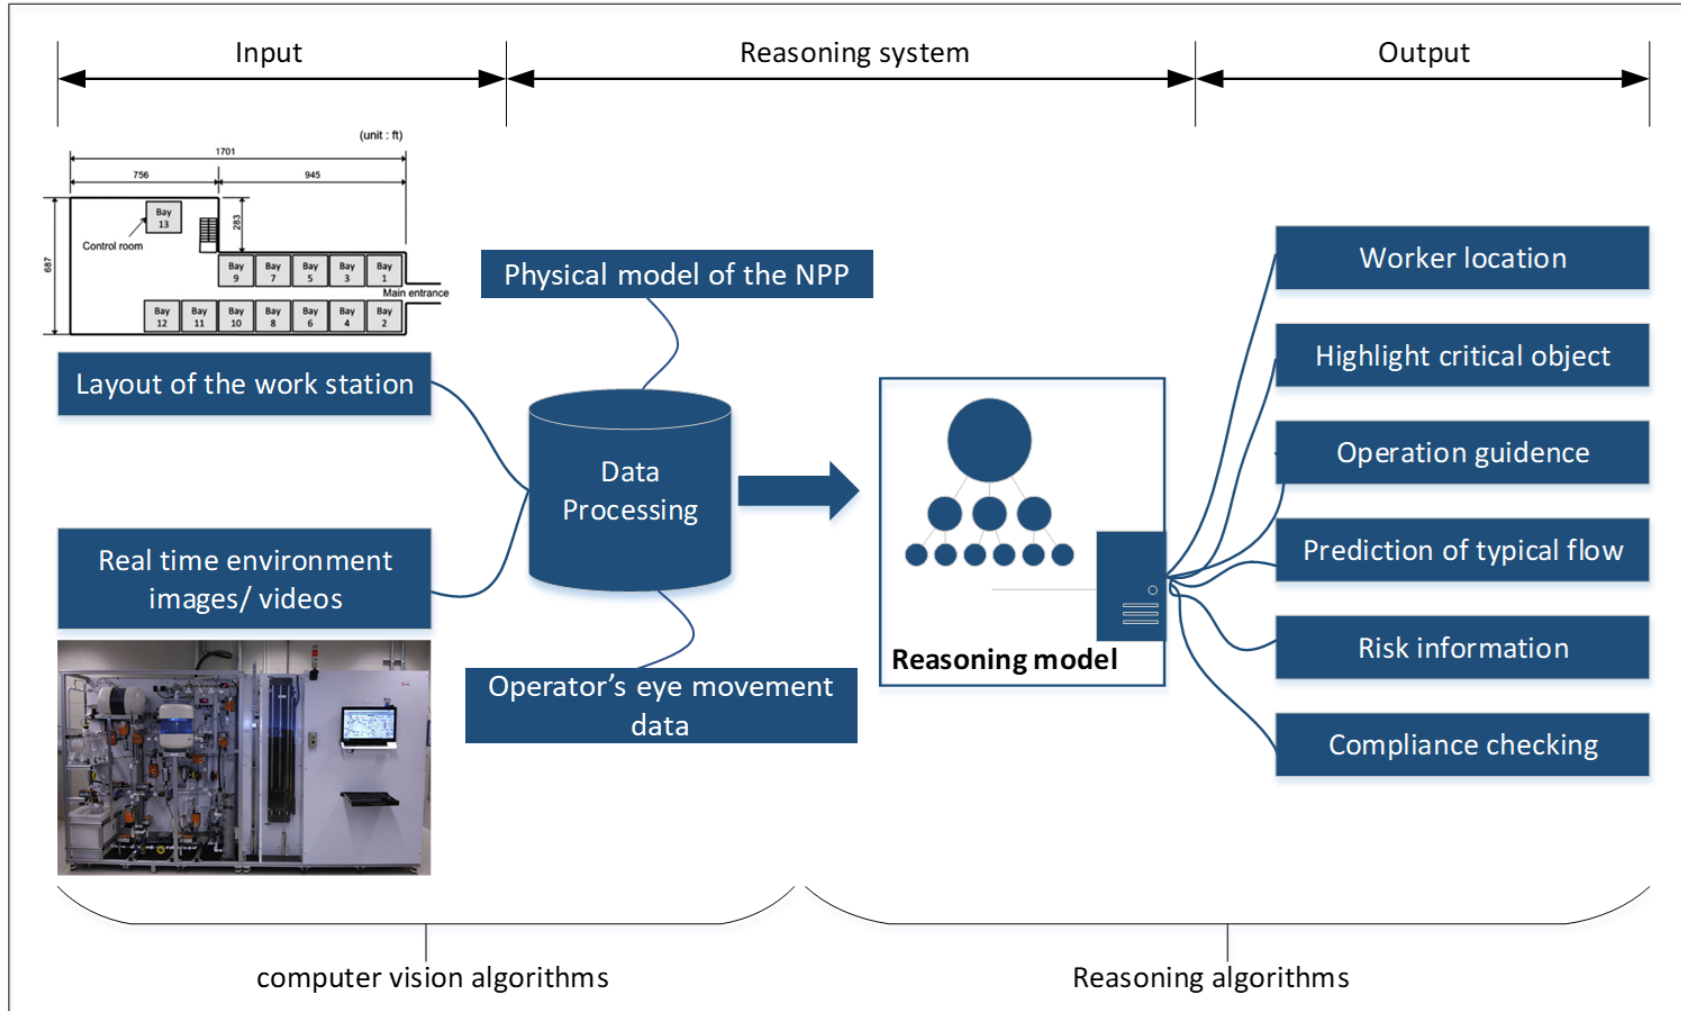 Input
Reasoning system
Output
(unit : ft)
1701
756
945
687
283
Bay
13
Control room
Bay
9
Bay
7
Bay
5
Bay
3
Bay
1
Main entrance
Bay
12
Bay
11
Bay
10
Bay
8
Bay
6
Bay
4
Bay
2
Layout of the work station
Real time environment
images/ videos
Physical model of the NPP
Data
Processing
Operator’s eye movement
data
Reasoning model
Worker location
Highlight critical object
Operation guidence
Prediction of typical flow
Risk information
Compliance checking
computer vision algorithms
Reasoning algorithms